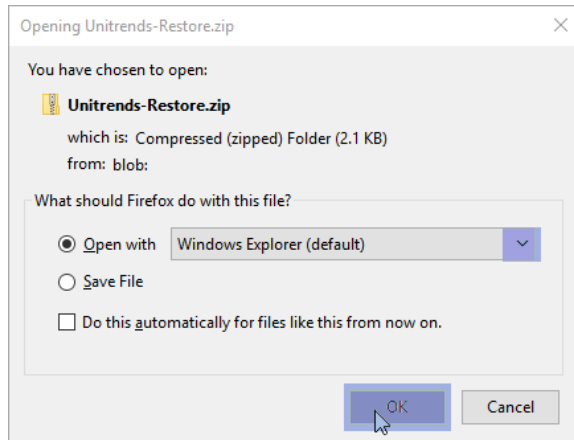 Opening Unitrends-Restore.zip
You have chosen to open:
Unitrends-Restore.zip
which is: Compressed (zipped) Folder (2.1 KB)
from: blob:
What should Firefox do with this file?
Open with Windows Explorer (default)
Save File
Do this automatically for files like this from now on.
OK Cancel